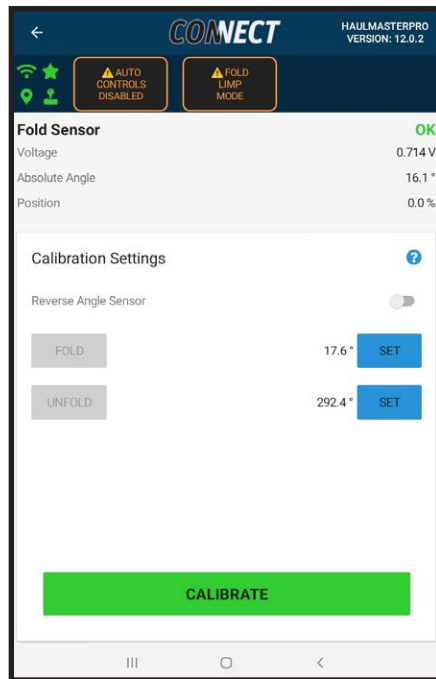 CONNECT
HAULMASTERPRO
VERSION: 12.0.2
AUTO
CONTROLS
DISABLED
FOLD
LIMP
MODE
Fold Sensor OK
Voltage 0.714 V
Absolute Angle 16.1 °
Position 0.0 %
Calibration Settings ?
Reverse Angle Sensor
FOLD 17.6 ° SET
UNFOLD 292.4 ° SET
CALIBRATE